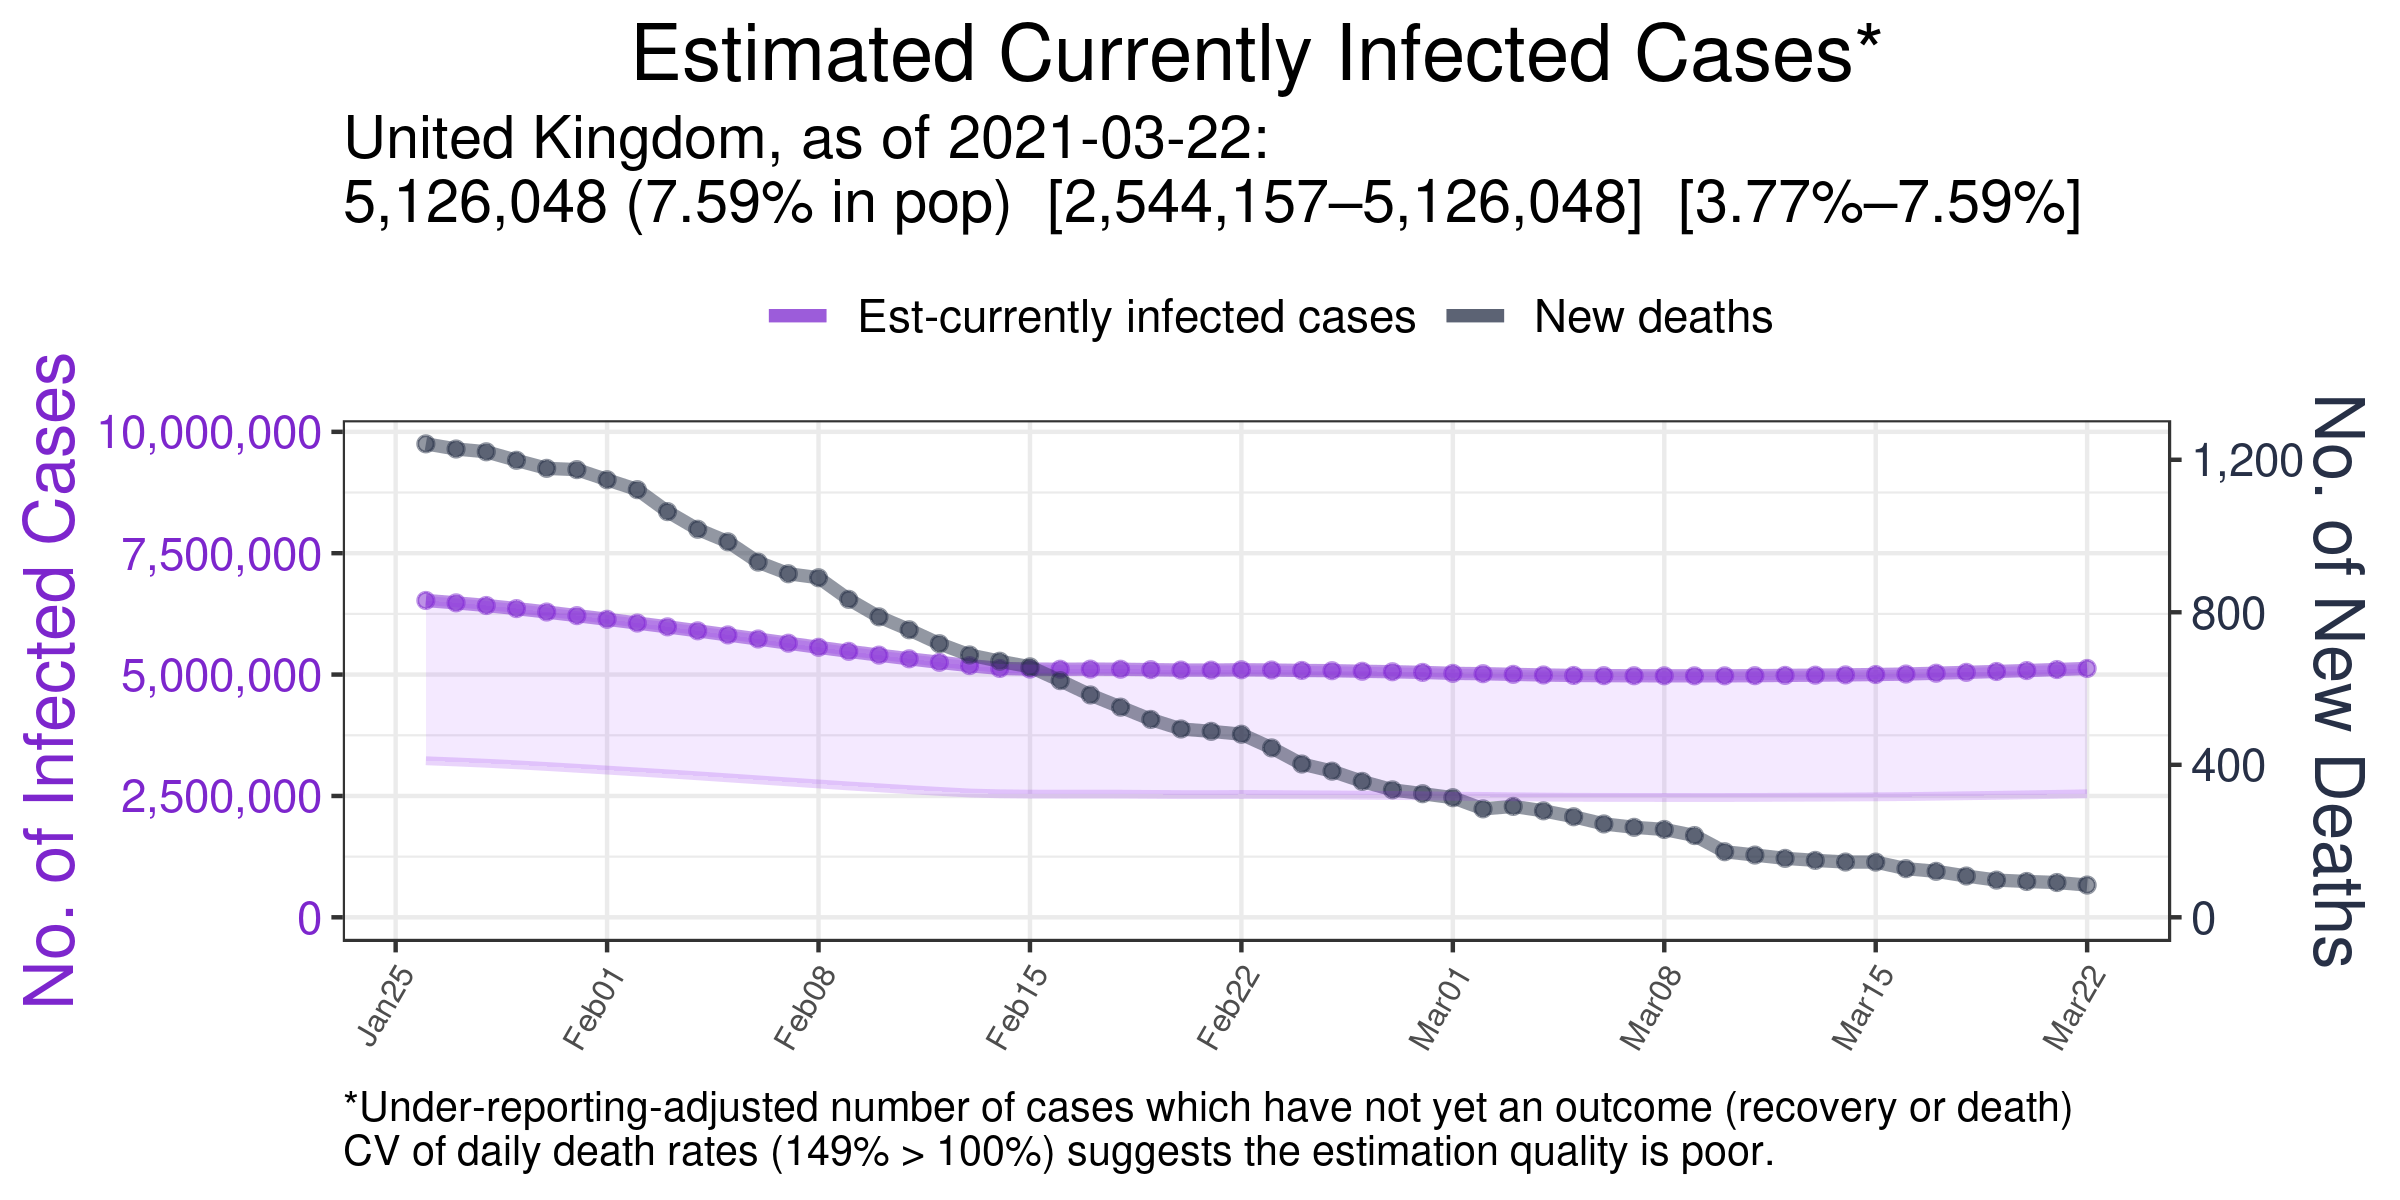 Estimated Currently Infected Cases*
United Kingdom, as of 2021-03-22:
5,126,048 (7.59% in pop)  [2,544,157–5,126,048]  [3.77%–7.59%]
Est-currently infected cases
New deaths
No. of Infected Cases
10,000,000
7,500,000
5,000,000
2,500,000
0
1,200
800
400
0
No. of New Deaths
Jan25
Feb01
Feb08
Feb15
Feb22
Mar01
Mar08
Mar15
Mar22
*Under-reporting-adjusted number of cases which have not yet an outcome (recovery or death)
CV of daily death rates (149% > 100%) suggests the estimation quality is poor.